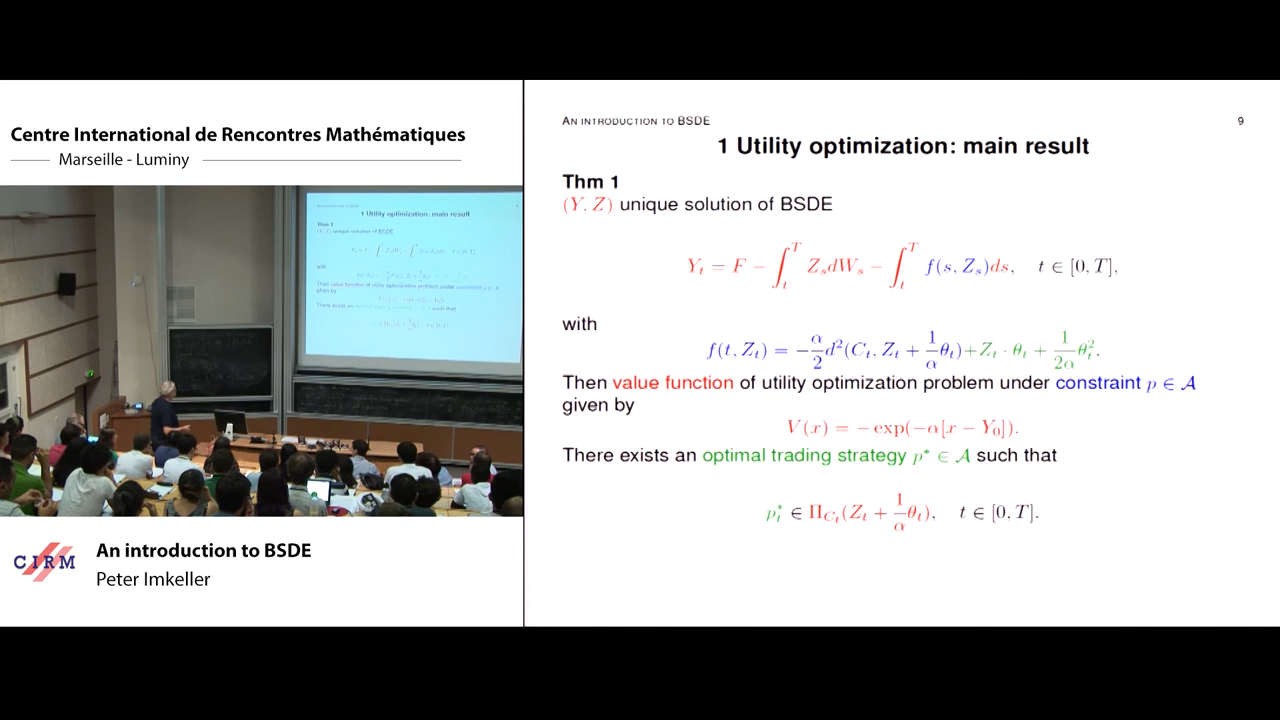 Centre International de Rencontres Mathématiques
Marseille - Luminy
CIRM
An introduction to BSDE
Peter Imkeller
AN INTRODUCTION TO BSDE
9
1 Utility optimization: main result
Thm 1
(Y, Z) unique solution of BSDE
Y_t = F − ∫_t^T Z_s dW_s − ∫_t^T f(s, Z_s)ds, t ∈ [0, T],
with
f(t, Z_t) = −α/2 d²(C_t, Z_t + 1/α θ_t) + Z_t · θ_t + 1/2α θ_t².
Then value function of utility optimization problem under constraint p ∈ 𝒜
given by
V(x) = − exp(−α[x − Y_0]).
There exists an optimal trading strategy p* ∈ 𝒜 such that
p*_t ∈ Π_{C_t}(Z_t + 1/α θ_t), t ∈ [0, T].